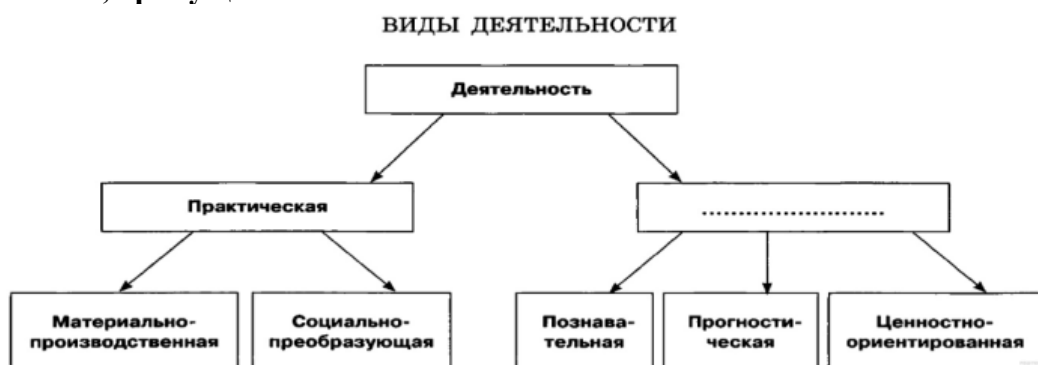 ВИДЫ ДЕЯТЕЛЬНОСТИ
Деятельность
Практическая
..........................
Материально-
производственная
Социально-
преобразующая
Познава-
тельная
Прогности-
ческая
Ценностно-
ориентированная